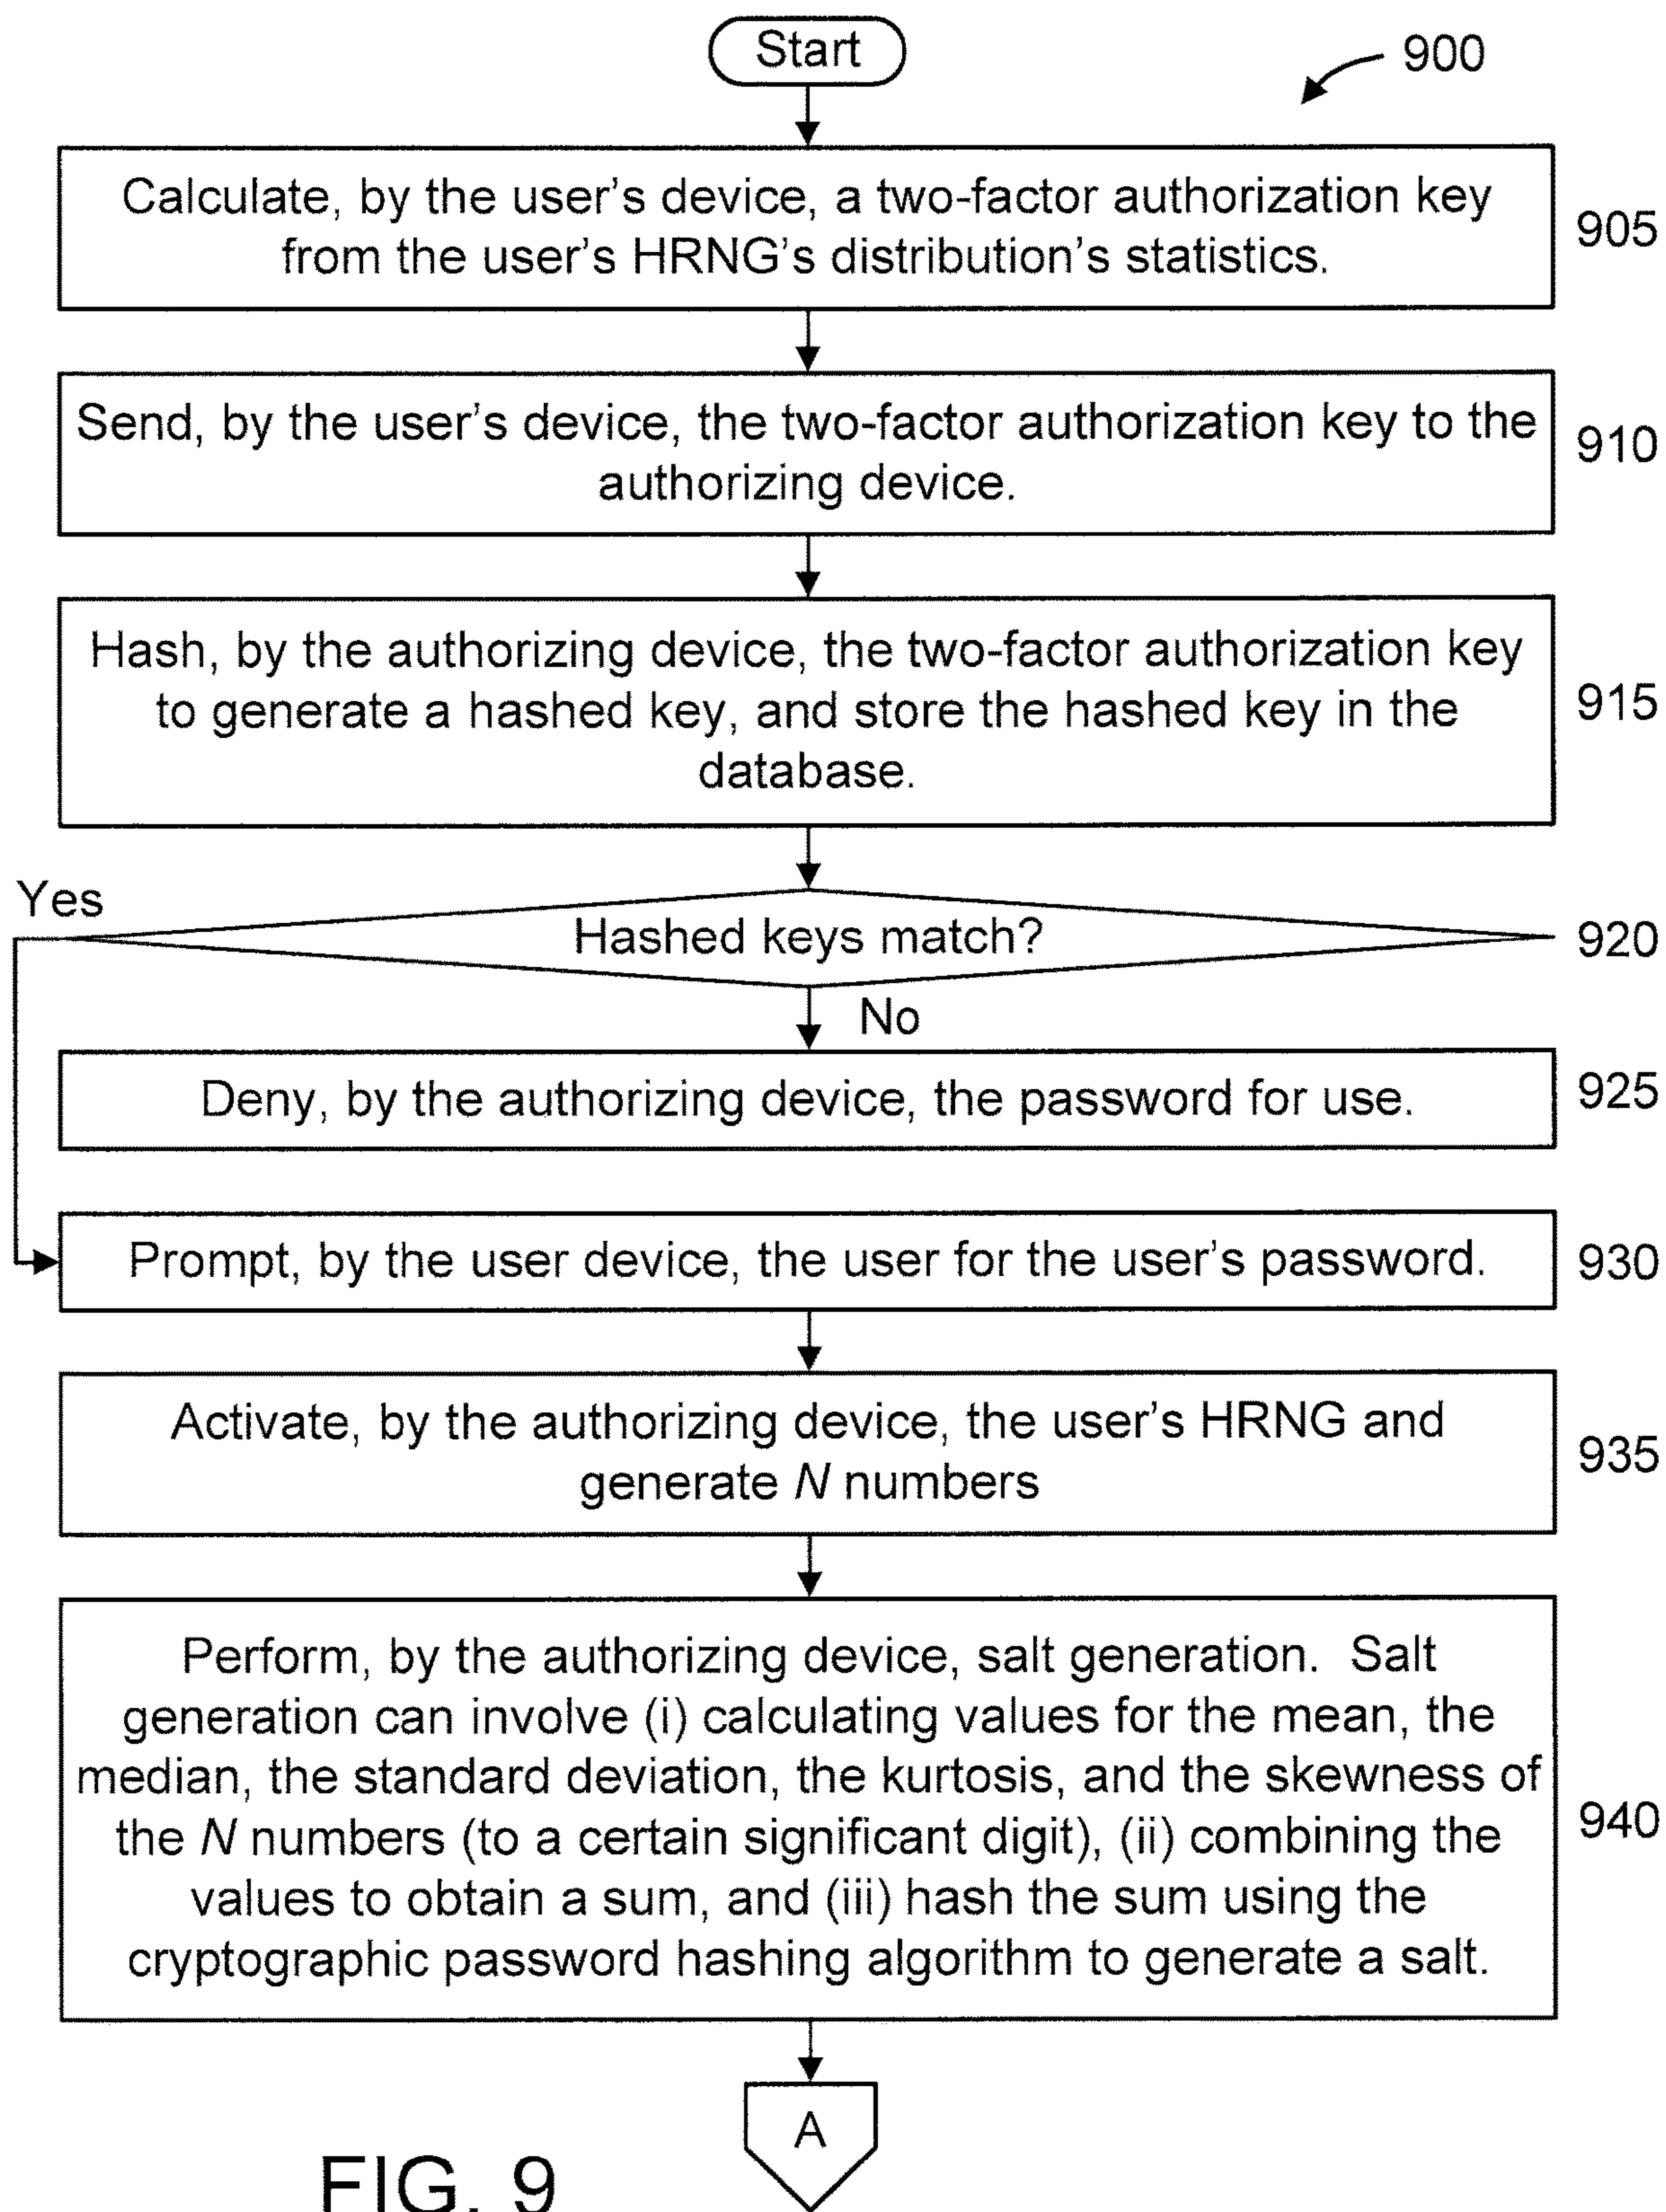 Start
900
Calculate, by the user's device, a two-factor authorization key
from the user's HRNG's distribution's statistics.
905
Send, by the user's device, the two-factor authorization key to the
authorizing device.
910
Hash, by the authorizing device, the two-factor authorization key
to generate a hashed key, and store the hashed key in the
database.
915
Yes
Hashed keys match?
920
No
Deny, by the authorizing device, the password for use.
925
Prompt, by the user device, the user for the user's password.
930
Activate, by the authorizing device, the user's HRNG and
generate N numbers
935
Perform, by the authorizing device, salt generation. Salt
generation can involve (i) calculating values for the mean, the
median, the standard deviation, the kurtosis, and the skewness of
the N numbers (to a certain significant digit), (ii) combining the
values to obtain a sum, and (iii) hash the sum using the
cryptographic password hashing algorithm to generate a salt.
940
A
FIG. 9